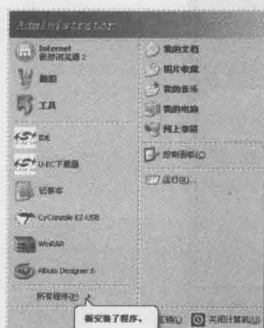 Administrator
Internet
画图
工具
IDE
U-EC下载器
记事本
CyConsole EZ-USB
WinRAR
Altium Designer 6
所有程序(P)
我的文档
图片收藏
我的音乐
我的电脑
网上邻居
控制面板(C)
运行(R)...
新安装了程序。
注销(L)
关闭计算机(U)